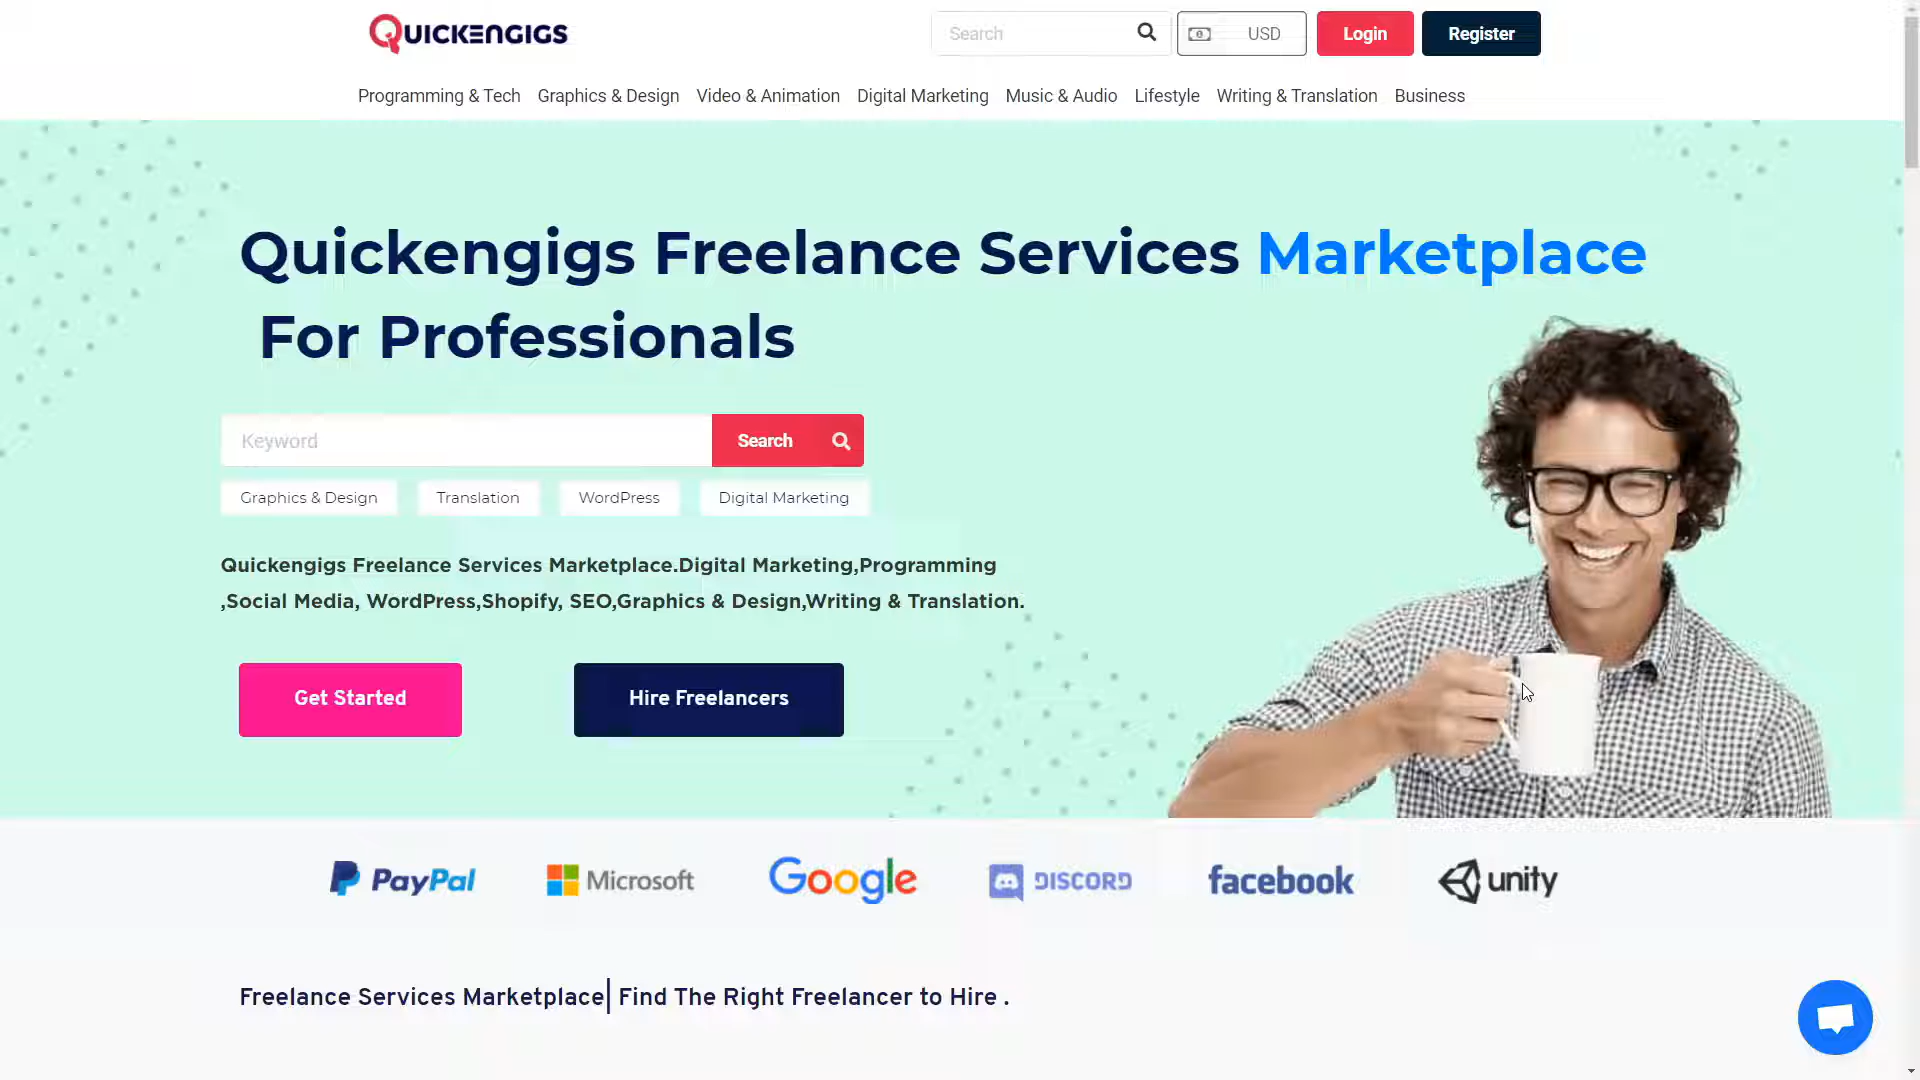 QUICKENGIGS
Search
USD
Login
Register
Programming & Tech
Graphics & Design
Video & Animation
Digital Marketing
Music & Audio
Lifestyle
Writing & Translation
Business
Quickengigs Freelance Services Marketplace
For Professionals
Keyword
Search
Graphics & Design
Translation
WordPress
Digital Marketing
Quickengigs Freelance Services Marketplace.Digital Marketing,Programming
,Social Media, WordPress,Shopify, SEO,Graphics & Design,Writing & Translation.
Get Started
Hire Freelancers
PayPal
Microsoft
Google
DISCORD
facebook
unity
Freelance Services Marketplace| Find The Right Freelancer to Hire .